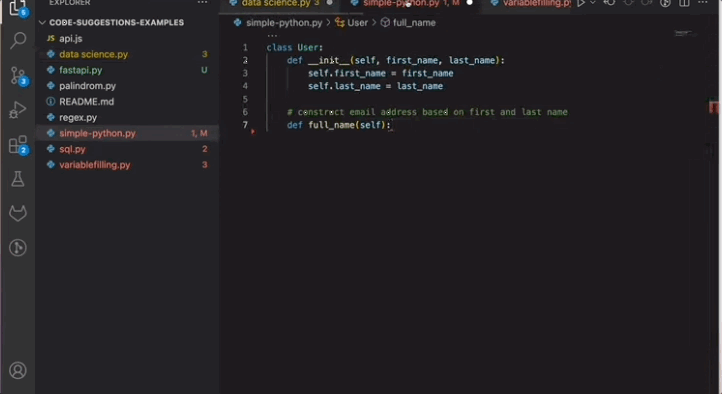 EXPLORER
CODE-SUGGESTIONS-EXAMPLES
JS api.js
data science.py 3
fastapi.py U
palindrom.py
README.md
regex.py
simple-python.py 1, M
sql.py 2
variablefilling.py 3
5
3
2
data science.py 3 simple-python.py 1, M variablefilling.py
simple-python.py > User > full_name
...
1 class User:
2 def __init__(self, first_name, last_name):
3 self.first_name = first_name
4 self.last_name = last_name
5
6 # construct email address based on first and last name
7 def full_name(self):